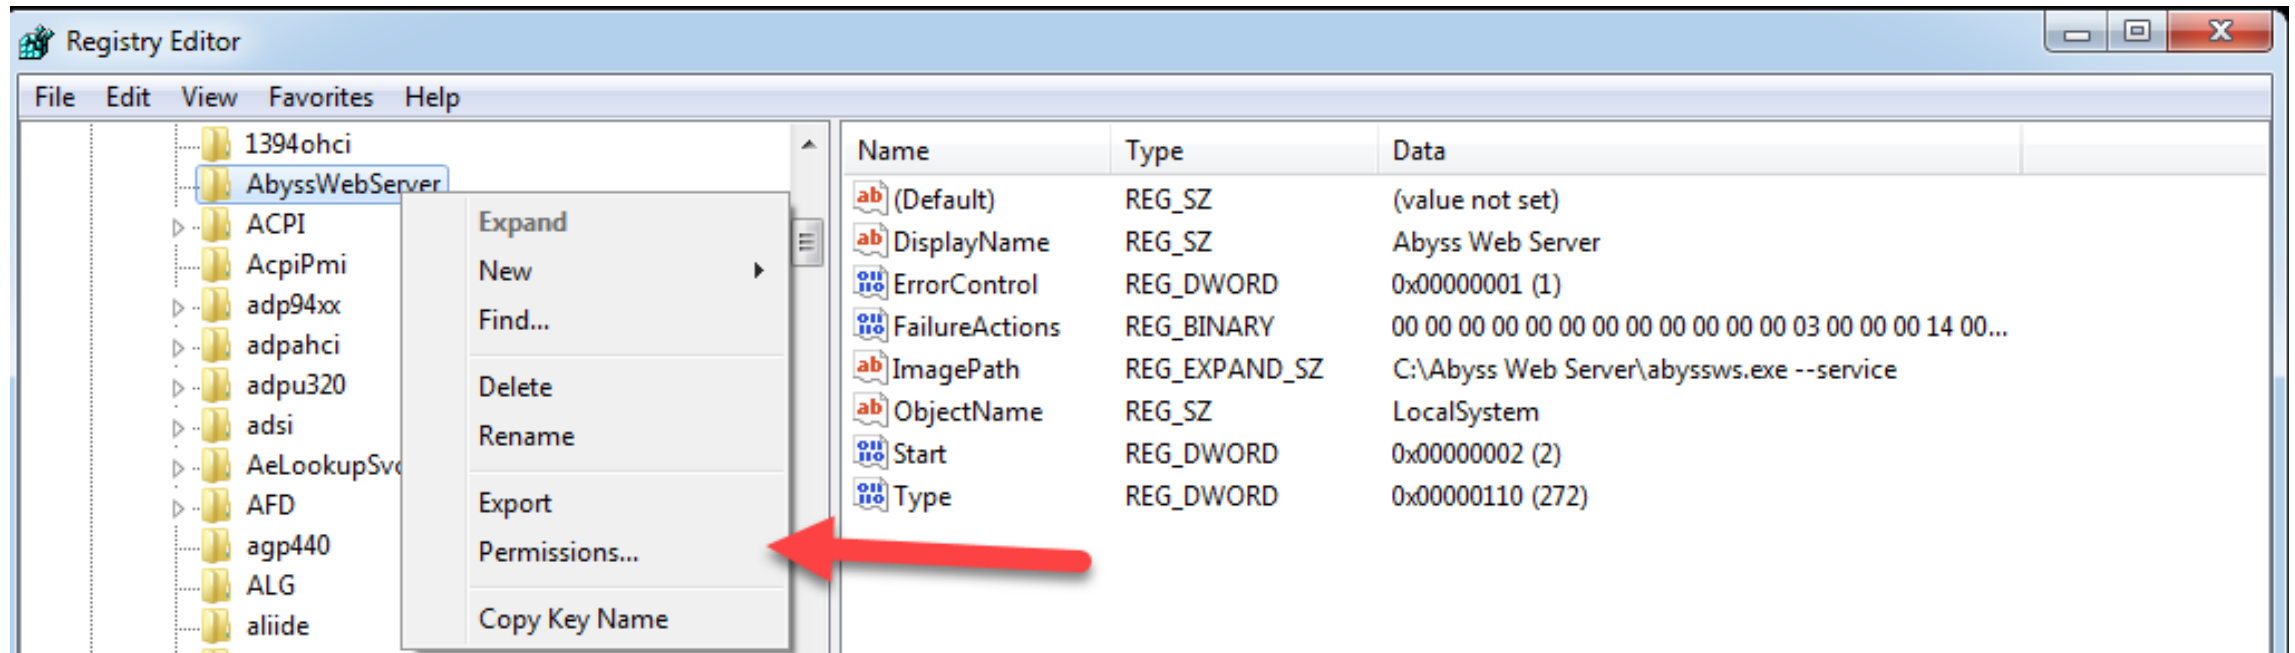 Registry Editor
File Edit View Favorites Help
1394ohci
AbyssWebServer
ACPI
AcpiPmi
adp94xx
adpahci
adpu320
adsi
AeLookupSvc
AFD
agp440
ALG
aliide
Expand
New
Find...
Delete
Rename
Export
Permissions...
Copy Key Name
Name Type Data
(Default) REG_SZ (value not set)
DisplayName REG_SZ Abyss Web Server
ErrorControl REG_DWORD 0x00000001 (1)
FailureActions REG_BINARY 00 00 00 00 00 00 00 00 00 00 00 00 03 00 00 00 14 00...
ImagePath REG_EXPAND_SZ C:\Abyss Web Server\abyssws.exe --service
ObjectName REG_SZ LocalSystem
Start REG_DWORD 0x00000002 (2)
Type REG_DWORD 0x00000110 (272)